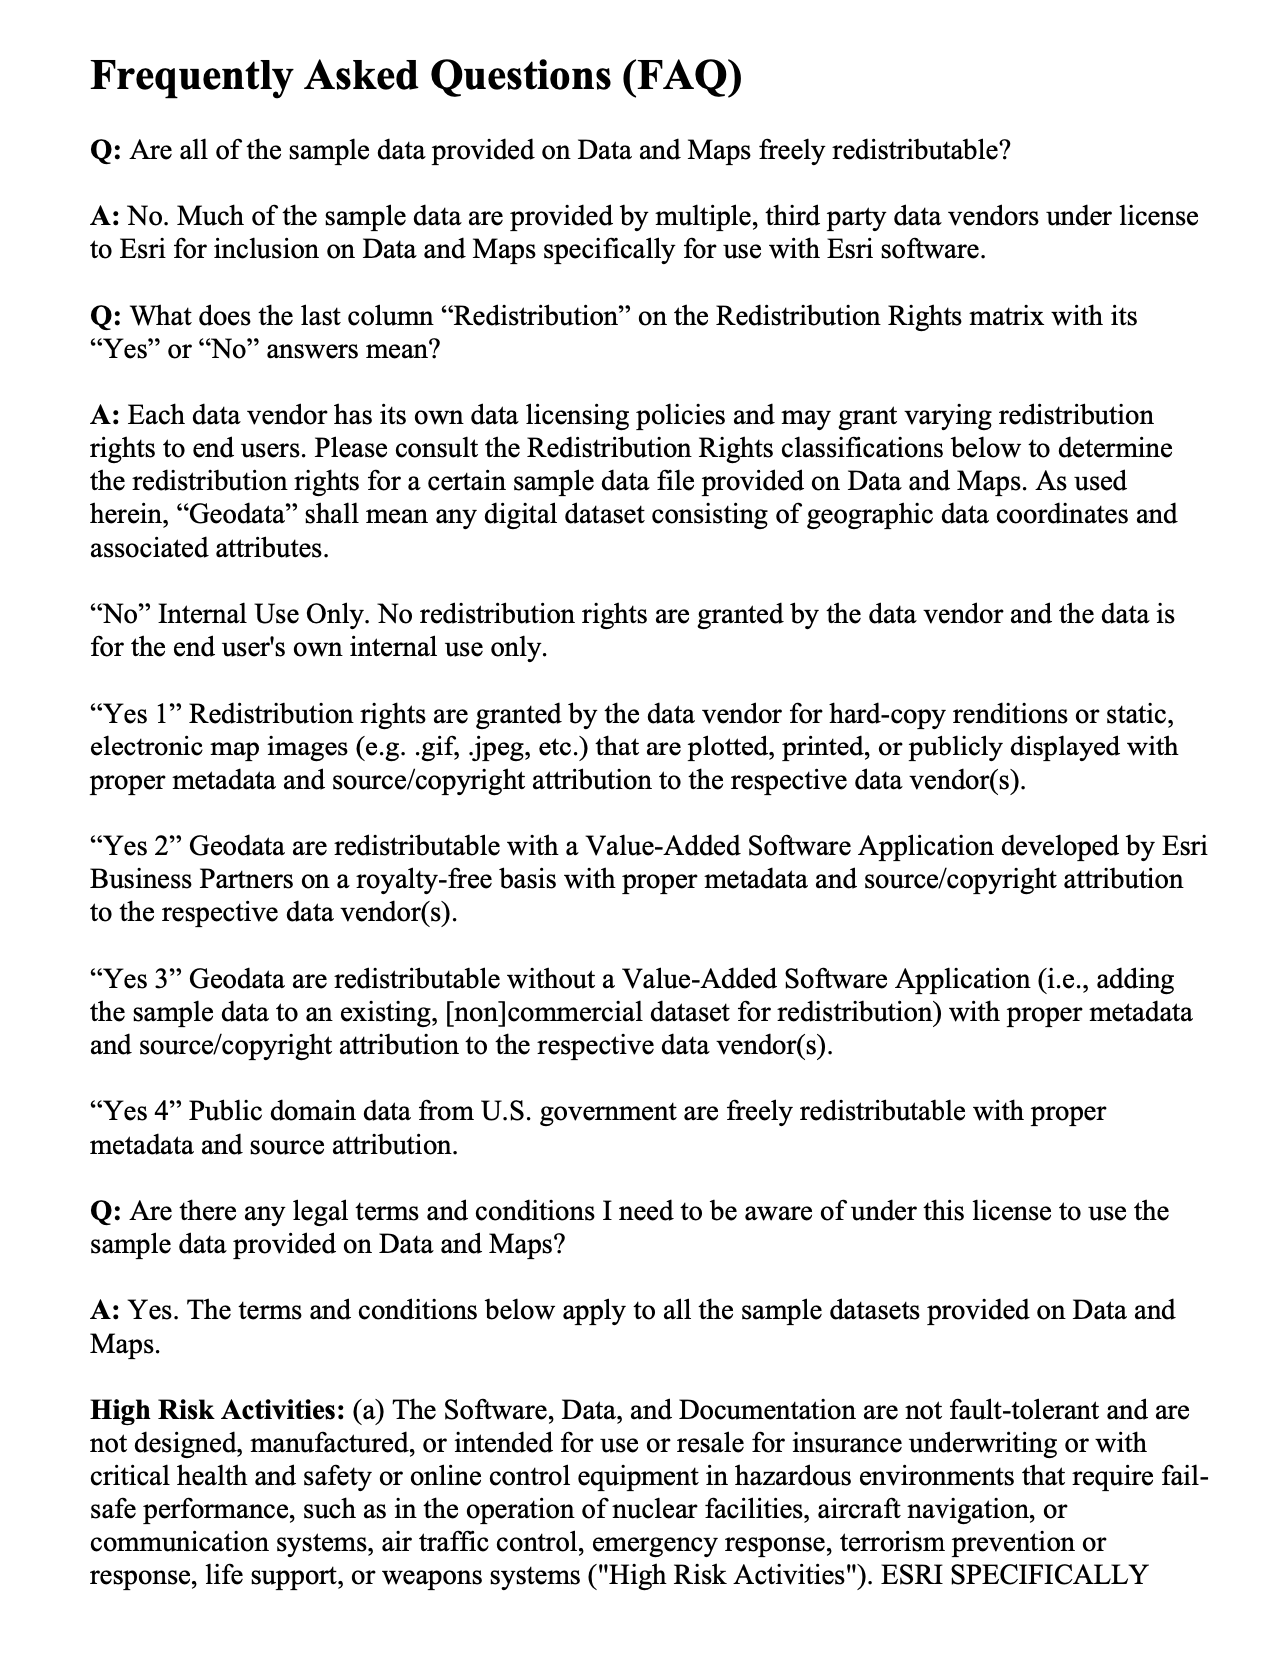 Frequently Asked Questions (FAQ)
Q: Are all of the sample data provided on Data and Maps freely redistributable?
A: No. Much of the sample data are provided by multiple, third party data vendors under license
to Esri for inclusion on Data and Maps specifically for use with Esri software.
Q: What does the last column “Redistribution” on the Redistribution Rights matrix with its
“Yes” or “No” answers mean?
A: Each data vendor has its own data licensing policies and may grant varying redistribution
rights to end users. Please consult the Redistribution Rights classifications below to determine
the redistribution rights for a certain sample data file provided on Data and Maps. As used
herein, “Geodata” shall mean any digital dataset consisting of geographic data coordinates and
associated attributes.
“No” Internal Use Only. No redistribution rights are granted by the data vendor and the data is
for the end user's own internal use only.
“Yes 1” Redistribution rights are granted by the data vendor for hard-copy renditions or static,
electronic map images (e.g. .gif, .jpeg, etc.) that are plotted, printed, or publicly displayed with
proper metadata and source/copyright attribution to the respective data vendor(s).
“Yes 2” Geodata are redistributable with a Value-Added Software Application developed by Esri
Business Partners on a royalty-free basis with proper metadata and source/copyright attribution
to the respective data vendor(s).
“Yes 3” Geodata are redistributable without a Value-Added Software Application (i.e., adding
the sample data to an existing, [non]commercial dataset for redistribution) with proper metadata
and source/copyright attribution to the respective data vendor(s).
“Yes 4” Public domain data from U.S. government are freely redistributable with proper
metadata and source attribution.
Q: Are there any legal terms and conditions I need to be aware of under this license to use the
sample data provided on Data and Maps?
A: Yes. The terms and conditions below apply to all the sample datasets provided on Data and
Maps.
High Risk Activities: (a) The Software, Data, and Documentation are not fault-tolerant and are
not designed, manufactured, or intended for use or resale for insurance underwriting or with
critical health and safety or online control equipment in hazardous environments that require fail-
safe performance, such as in the operation of nuclear facilities, aircraft navigation, or
communication systems, air traffic control, emergency response, terrorism prevention or
response, life support, or weapons systems ("High Risk Activities"). ESRI SPECIFICALLY